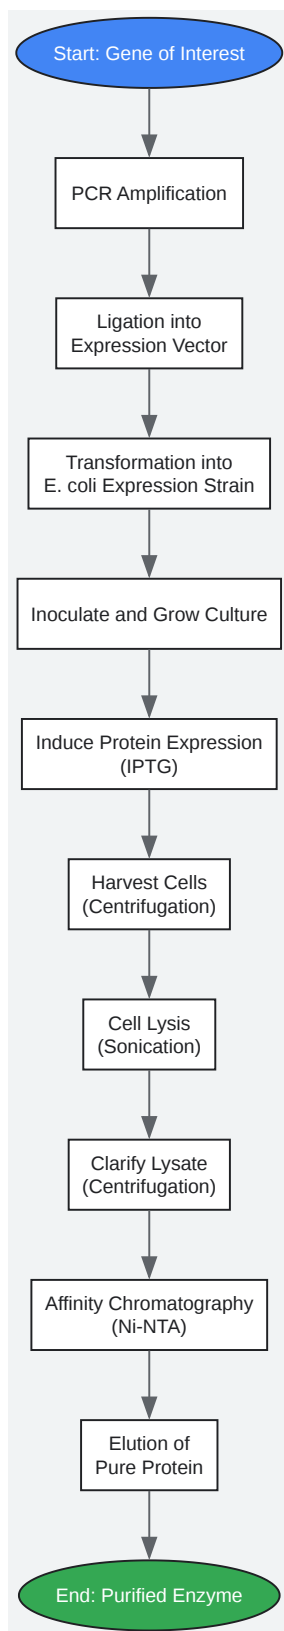 Start: Gene of Interest
PCR Amplification
Ligation into
Expression Vector
Transformation into
E. coli Expression Strain
Inoculate and Grow Culture
Induce Protein Expression
(IPTG)
Harvest Cells
(Centrifugation)
Cell Lysis
(Sonication)
Clarify Lysate
(Centrifugation)
Affinity Chromatography
(Ni-NTA)
Elution of
Pure Protein
End: Purified Enzyme